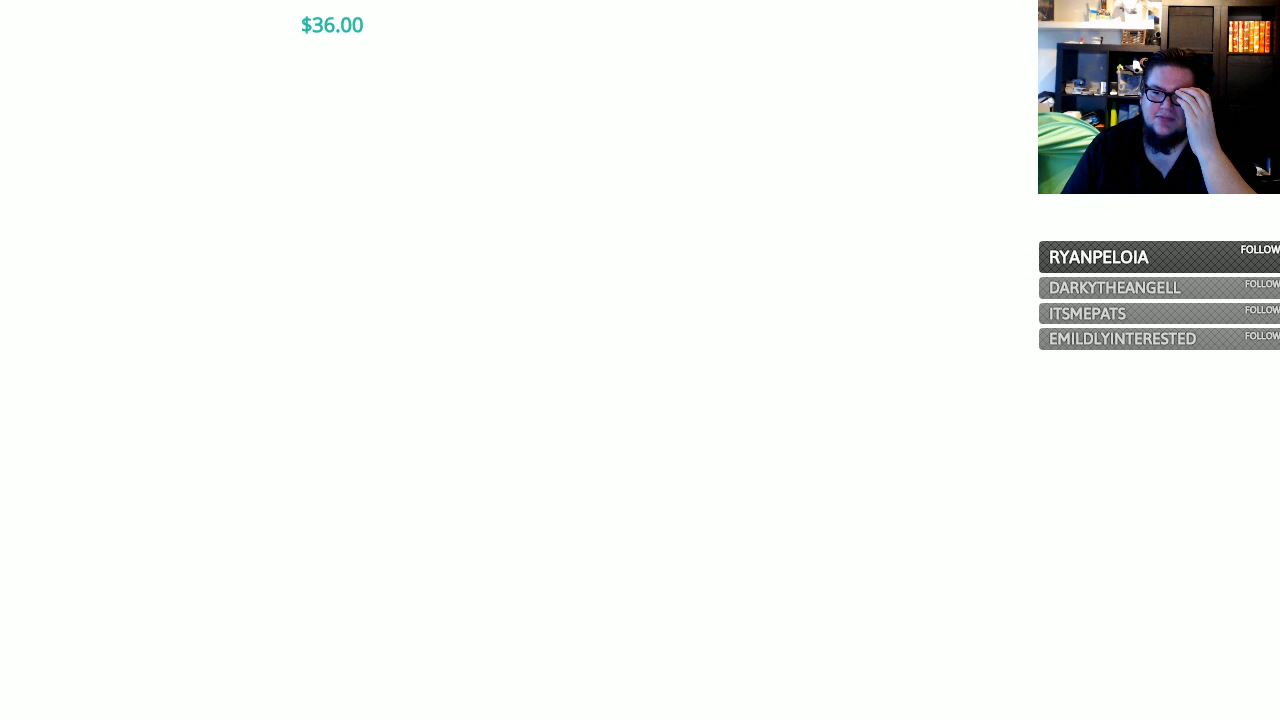 $36.00
RYANPELOIA FOLLOW
DARKYTHEANGELL FOLLOW
ITSMEPATS FOLLOW
EMILDLYINTERESTED FOLLOW